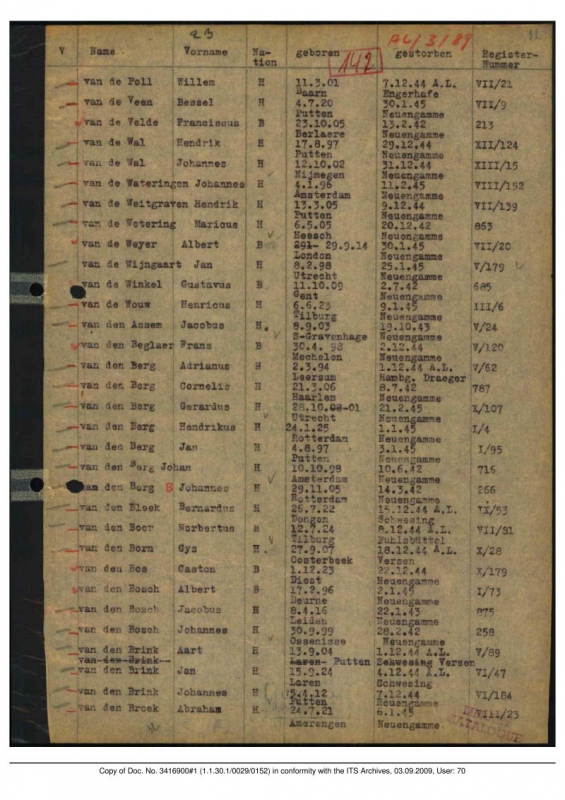 23
AL/3/89
V Name Vorname Na-tion geboren gestorben Register-Nummer
142
van de Poll Willem H 11.3.01 7.12.44 A.L. VII/21
Baarn Engerhafe
van de Veen Bessel H 4.7.20 30.1.45 VII/9
Putten Neuengamme
van de Velde Franciscus B 23.10.05 13.2.42 213
Berlaere Neuengamme
van de Wal Hendrik H 17.8.97 29.12.44 XII/124
Putten Neuengamme
van de Wal Johannes H 12.10.02 31.12.44 XIII/15
Nijmegen Neuengamme
van de Wateringen Johannes H 4.1.96 11.2.45 VIII/152
Amsterdam Neuengamme
van de Weitgraven Hendrik H 13.3.05 9.12.44 VII/139
Putten Neuengamme
van de Wetering Maricus H 6.5.05 20.12.42 863
Heesch Neuengamme
van de Weyer Albert B 291- 29.9.14 30.1.45 VII/20
London Neuengamme
van de Wijngaart Jan H 8.2.98 25.1.45 V/179
Utrecht Neuengamme
van de Winkel Gustavus B 11.10.09 2.7.42 685
Gent Neuengamme
van de Wouw Henricus H 6.6.23 9.1.45 III/6
Tilburg Neuengamme
van den Assem Jacobus H. 8.9.03 19.10.43 V/24
S-Gravenhage Neuengamme
van den Beglaer Frans B 30.4. 98 2.12.44 V/120
Mechelen Neuengamme
van den Berg Adrianus H 2.3.94 1.12.44 A.L. V/62
Leersum Hambg. Draeger
van den Berg Cornelis H 21.3.06 8.7.42 787
Haarlem Neuengamme
van den Berg Gerardus H 28.10.08-01 21.2.45 X/107
Utrecht Neuengamme
van den Berg Hendrikus H 24.1.25 1.1.45 I/4
Rotterdam Neuengamme
van den Berg Jan H 4.8.97 3.1.45 I/95
Putten Neuengamme
van den Berg Johan H 10.10.98 10.6.42 716
Amsterdam Neuengamme
van den Berg B Johannes H 29.11.05 14.3.42 266
Rotterdam Neuengamme
van den Bleek Bernardus H 26.7.22 15.12.44 A.L. IX/53
Dongen Schwesing
van den Boer Norbertus H 12.7.24 8.12.44 A.L. VII/91
Tilburg Fuhlsbüttel
van den Born Gys H. 27.9.07 18.12.44 A.L. X/28
Oosterbeek Versen
van den Bos Gaston B 1.12.23 22.12.44 X/179
Diest Neuengamme
van den Bosch Albert B 17.2.96 2.1.45 I/73
Deurne Neuengamme
van den Bosch Jacobus H 8.4.16 22.1.43 975
Leiden Neuengamme
van den Bosch Johannes H 30.9.99 28.2.42 258
Ossenisse Neuengamme
van den Brink Aart H 13.9.04 1.12.44 A.L. V/89
van den Brink- Laren- Putten Schwesing Versen
van den Brink Jan H 15.9.24 4.12.44 A.L. VI/47
Laren Schwesing
van den Brink Johannes H 5.4.12 7.12.44 VI/184
Putten Neuengamme
van den Broek Abraham H 24.7.21 6.1.45 VIII/23
Amerongen Neuengamme
CATALOGUE
Copy of Doc. No. 3416900#1 (1.1.30.1/0029/0152) in conformity with the ITS Archives, 03.09.2009, User: 70